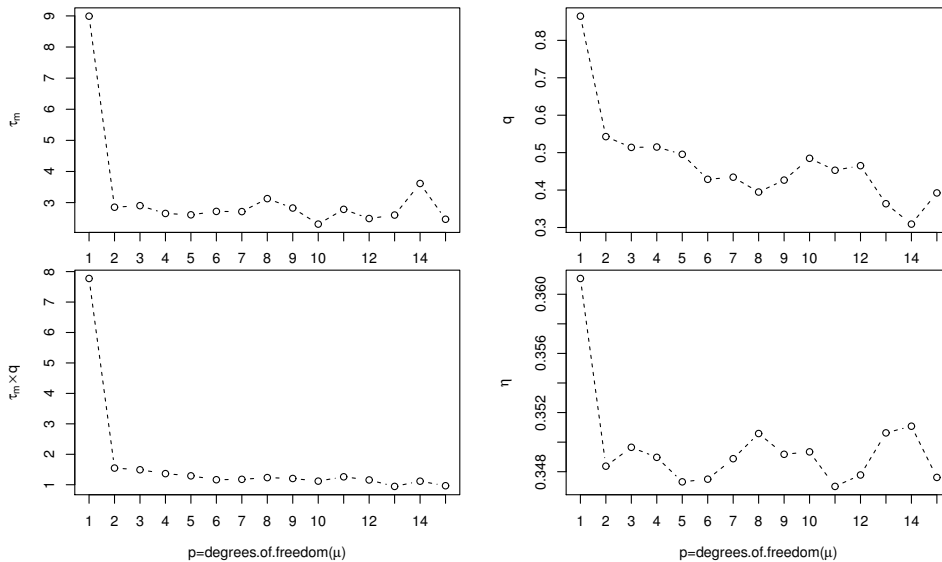 9
8
7
6
5
4
3
τm
1 2 3 4 5 6 7 8 9 10 12 14
0.8
0.7
0.6
0.5
0.4
0.3
q
1 2 3 4 5 6 7 8 9 10 12 14
8
7
6
5
4
3
2
1
τm×q
1 2 3 4 5 6 7 8 9 10 12 14
p=degrees.of.freedom(μ)
0.360
0.356
0.352
0.348
η
1 2 3 4 5 6 7 8 9 10 12 14
p=degrees.of.freedom(μ)